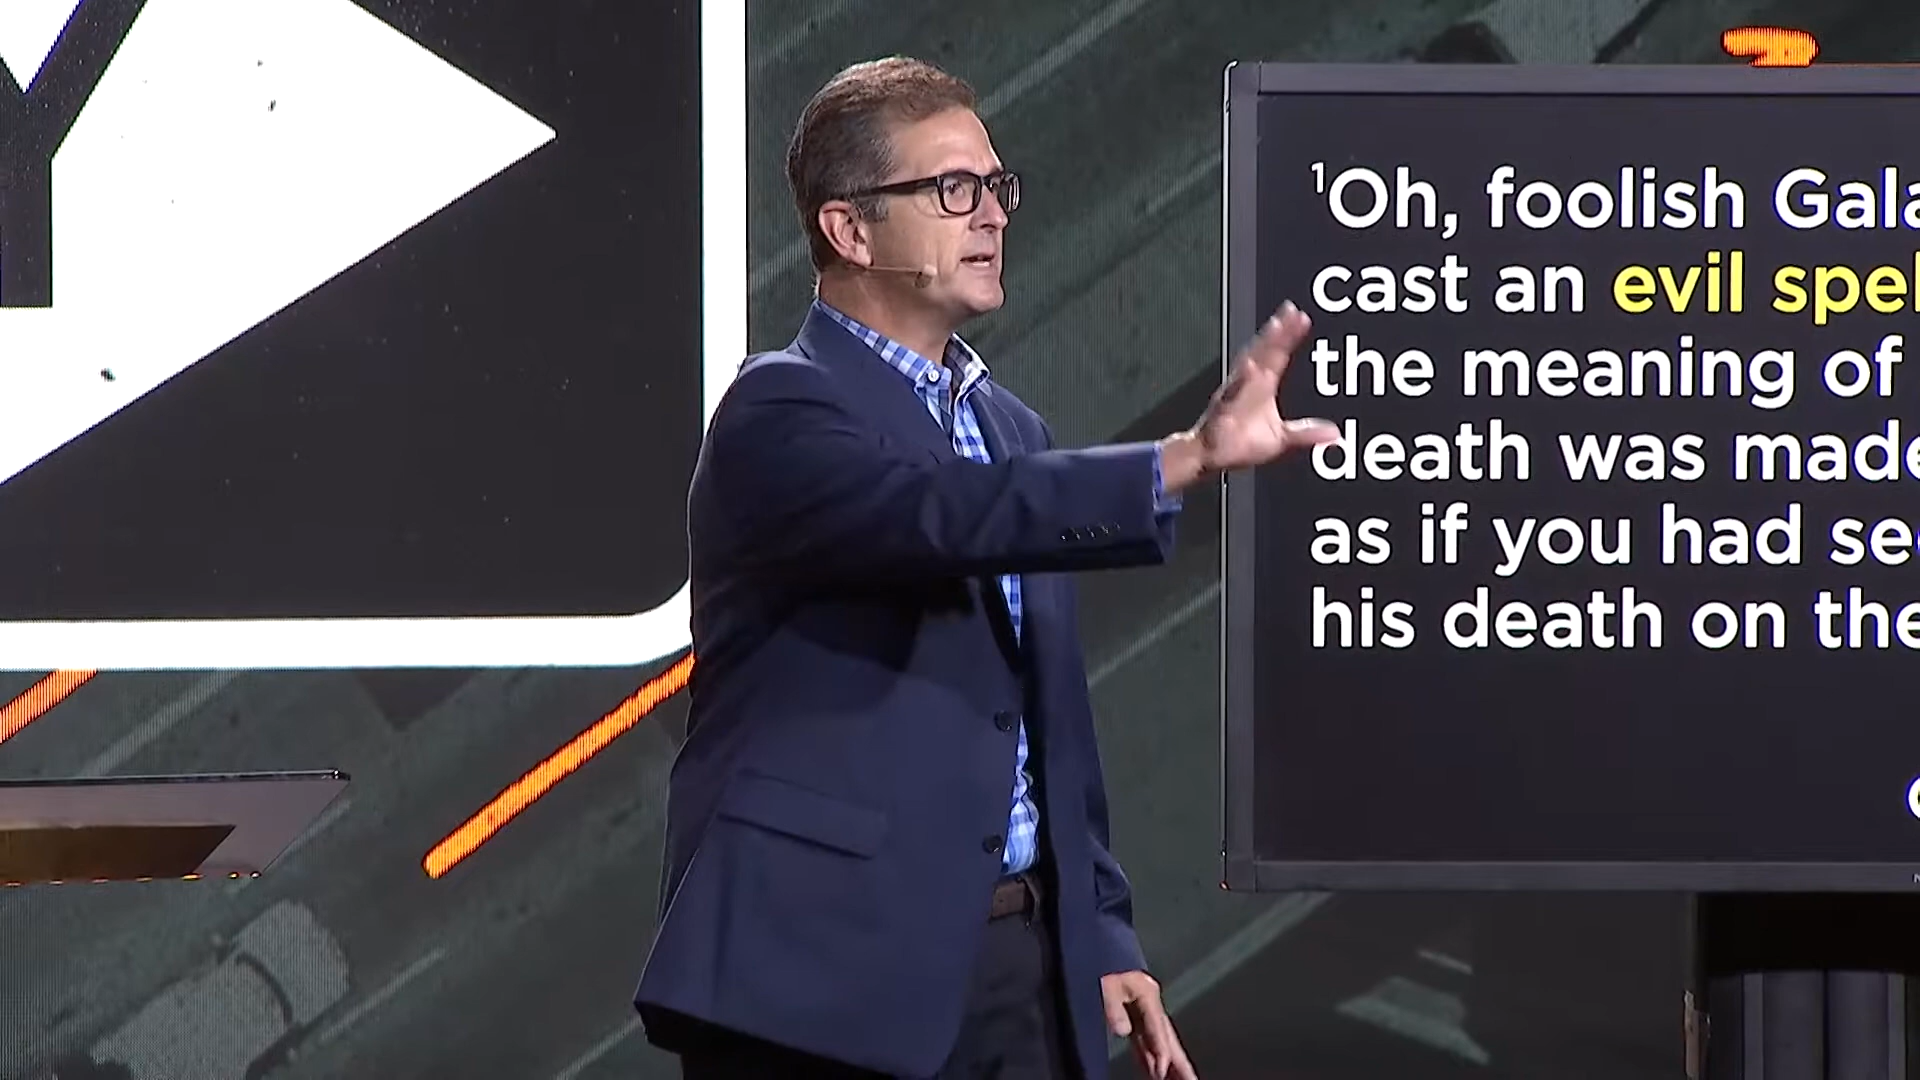 Y
¹Oh, foolish Gala
cast an evil spel
the meaning of
death was made
as if you had se
his death on the